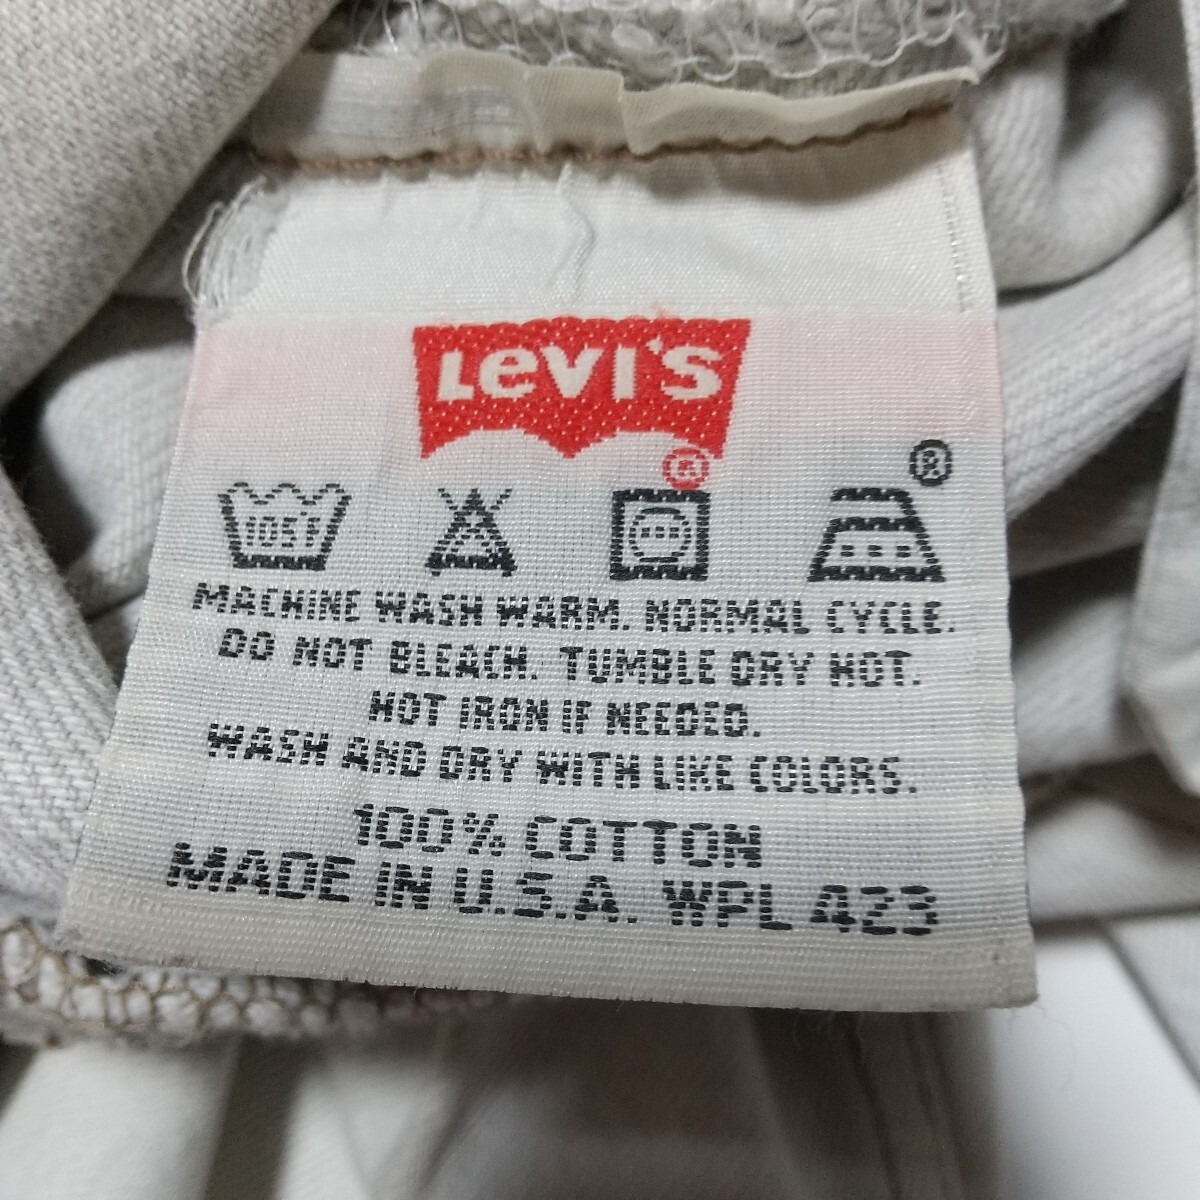 LEVI'S
®
®
105F
MACHINE WASH WARM. NORMAL CYCLE.
DO NOT BLEACH. TUMBLE DRY HOT.
HOT IRON IF NEEDED.
WASH AND DRY WITH LIKE COLORS.
100% COTTON
MADE IN U.S.A. WPL 423